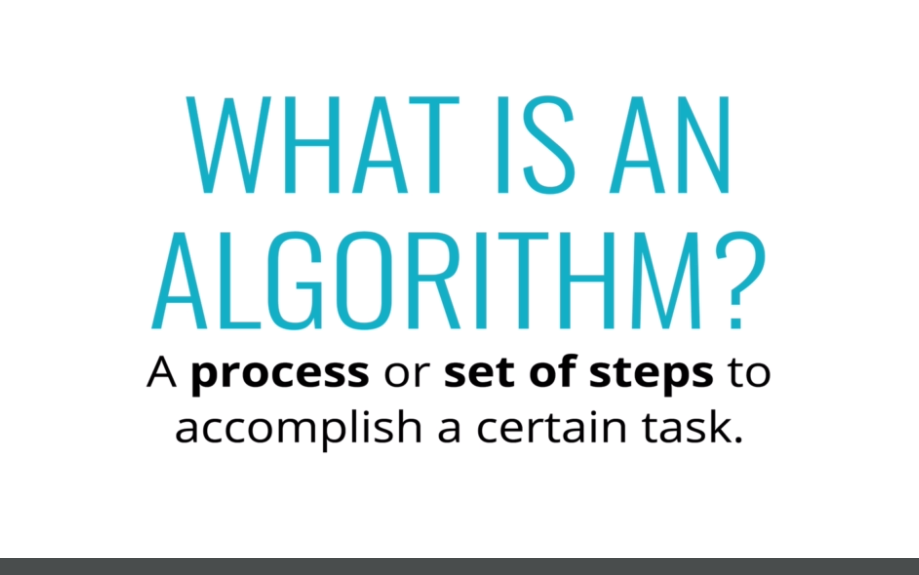 WHAT IS AN
ALGORITHM?
A process or set of steps to
accomplish a certain task.